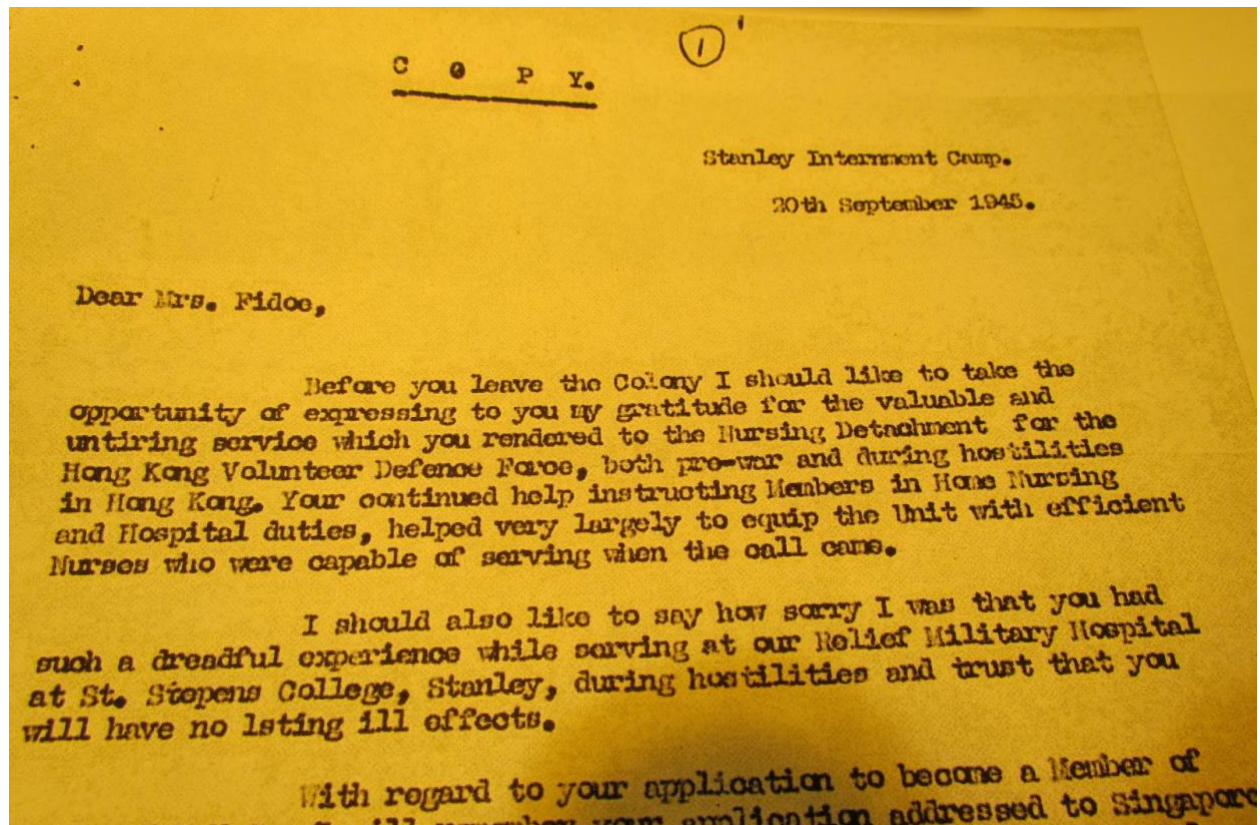 1
C O P Y.
Stanley Internment Camp.
20th September 1945.
Dear Mrs. Fidoe,
Before you leave the Colony I should like to take the
opportunity of expressing to you my gratitude for the valuable and
untiring service which you rendered to the Nursing Detachment for the
Hong Kong Volunteer Defence Force, both pre-war and during hostilities
in Hong Kong. Your continued help instructing Members in Home Nursing
and Hospital duties, helped very largely to equip the Unit with efficient
Nurses who were capable of serving when the call came.
I should also like to say how sorry I was that you had
such a dreadful experience while serving at our Relief Military Hospital
at St. Stepens College, Stanley, during hostilities and trust that you
will have no lsting ill effects.
With regard to your application to become a Member of
your application addressed to Singapore